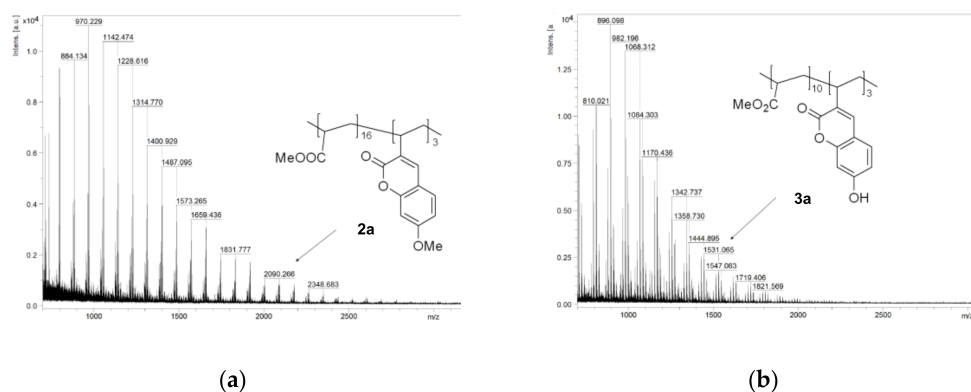 x10⁴
Intens. [a.u.]
970.229
1142.474
884.134
1228.616
1314.770
1400.929
1487.095
1573.265
1659.436
1831.777
2090.266
2348.683
1.0
0.8
0.6
0.4
0.2
0.0
1000
1500
2000
2500
m/z
16
3
MeOOC
O
O
OMe
2a
(a)
x10⁴
Intens. [a
896.098
982.196
1068.312
810.021
1084.303
1170.436
1342.737
1358.730
1444.895
1531.065
1547.063
1719.406
1821.569
1.25
1.00
0.75
0.50
0.25
0.00
1000
1500
2000
2500
m/z
10
3
MeO₂C
O
O
OH
3a
(b)